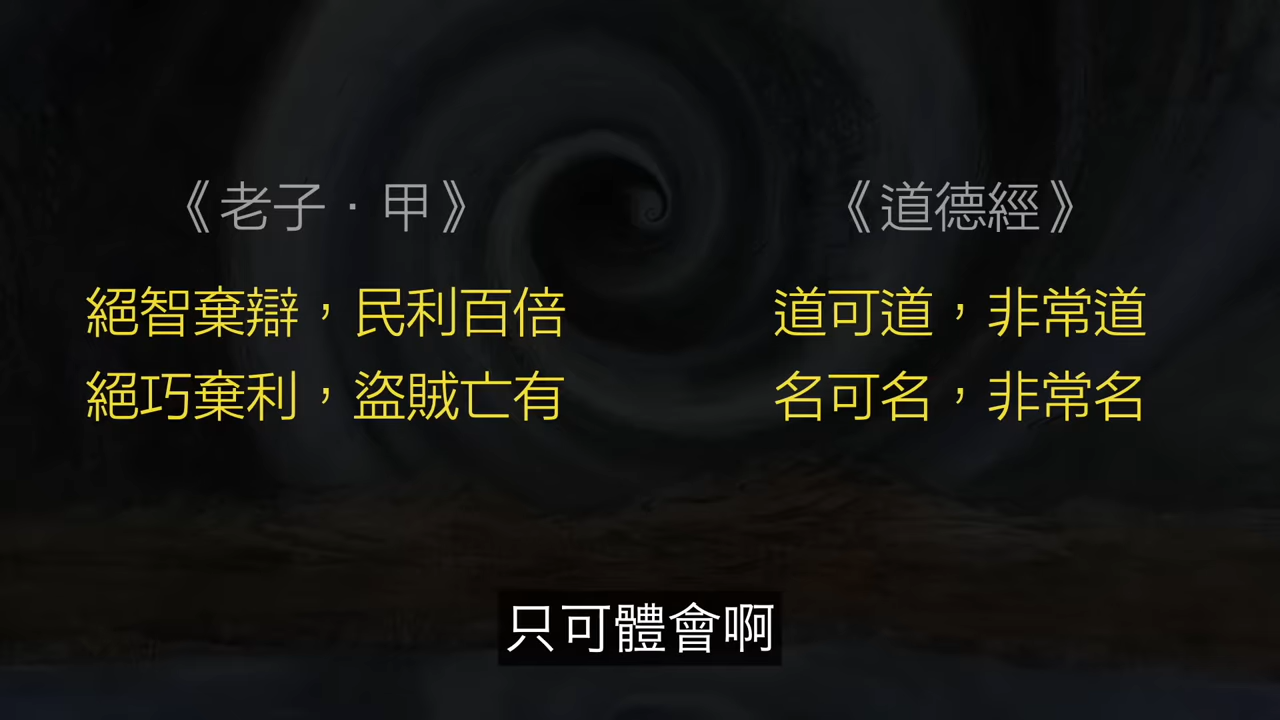 《老子·甲》
絕智棄辯，民利百倍
絕巧棄利，盜賊亡有
《道德經》
道可道，非常道
名可名，非常名
只可體會啊